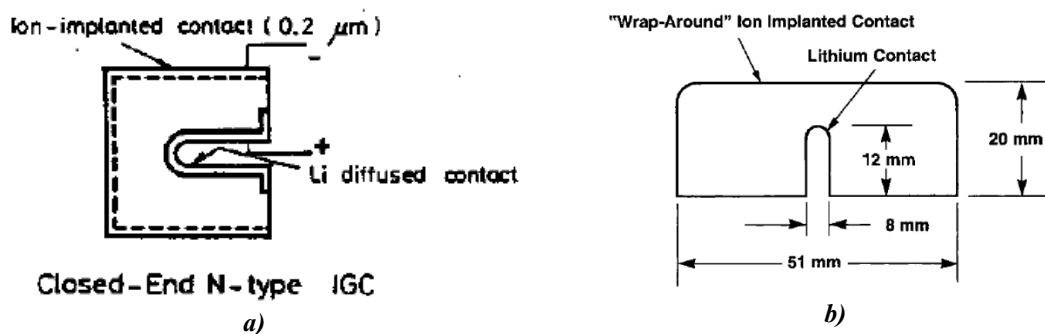 Ion-implanted contact (0.2 μm)
-
+
Li diffused contact
Closed-End N-type IGC
a)
"Wrap-Around" Ion Implanted Contact
Lithium Contact
20 mm
12 mm
8 mm
51 mm
b)